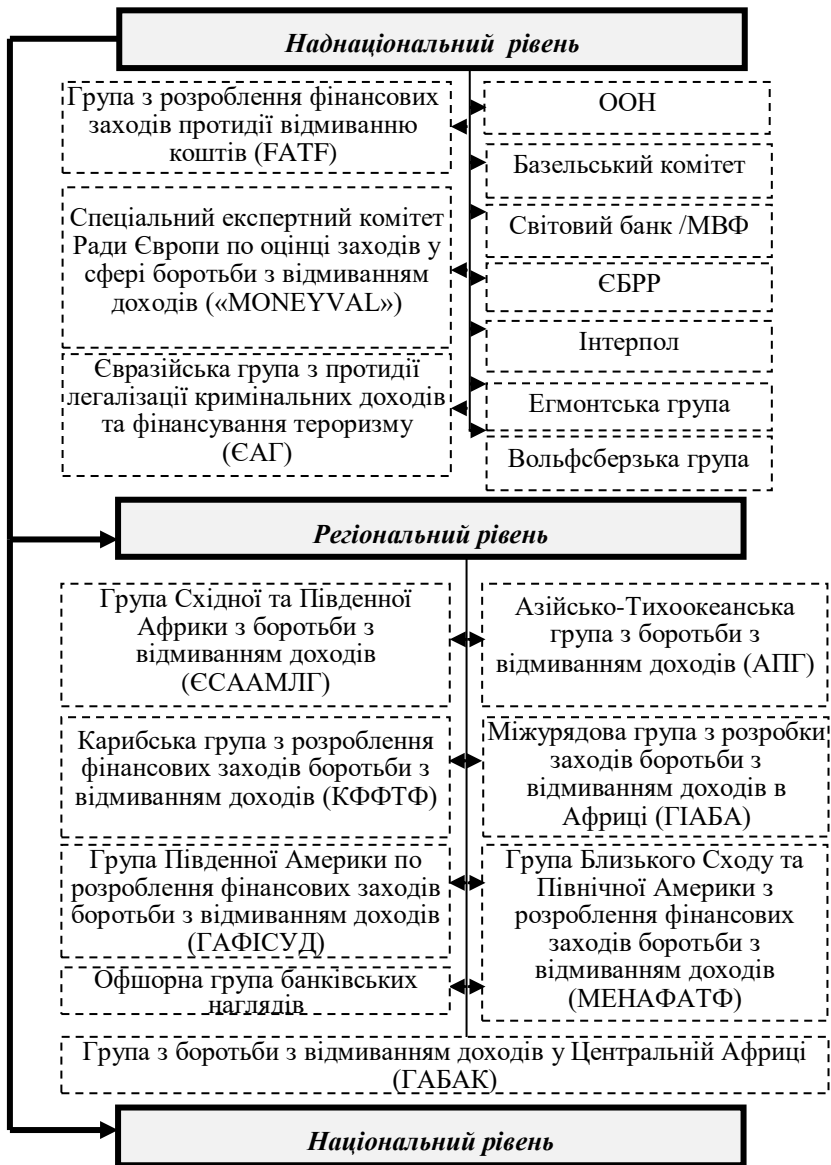 Наднаціональний рівень
Група з розроблення фінансових
заходів протидії відмиванню
коштів (FATF)
Спеціальний експертний комітет
Ради Європи по оцінці заходів у
сфері боротьби з відмиванням
доходів («MONEYVAL»)
Євразійська група з протидії
легалізації кримінальних доходів
та фінансування тероризму
(ЄАГ)
ООН
Базельський комітет
Світовий банк /МВФ
ЄБРР
Інтерпол
Егмонтська група
Вольфсберзька група
Регіональний рівень
Група Східної та Південної
Африки з боротьби з
відмиванням доходів
(ЄСААМЛГ)
Карибська група з розроблення
фінансових заходів боротьби з
відмиванням доходів (КФФТФ)
Група Південної Америки по
розроблення фінансових заходів
боротьби з відмиванням доходів
(ГАФІСУД)
Офшорна група банківських
наглядів
Азійсько-Тихоокеанська
група з боротьби з
відмиванням доходів (АПГ)
Міжурядова група з розробки
заходів боротьби з
відмиванням доходів в
Африці (ГІАБА)
Група Близького Сходу та
Північної Америки з
розроблення фінансових
заходів боротьби з
відмиванням доходів
(МЕНАФАТФ)
Група з боротьби з відмиванням доходів у Центральній Африці
(ГАБАК)
Національний рівень